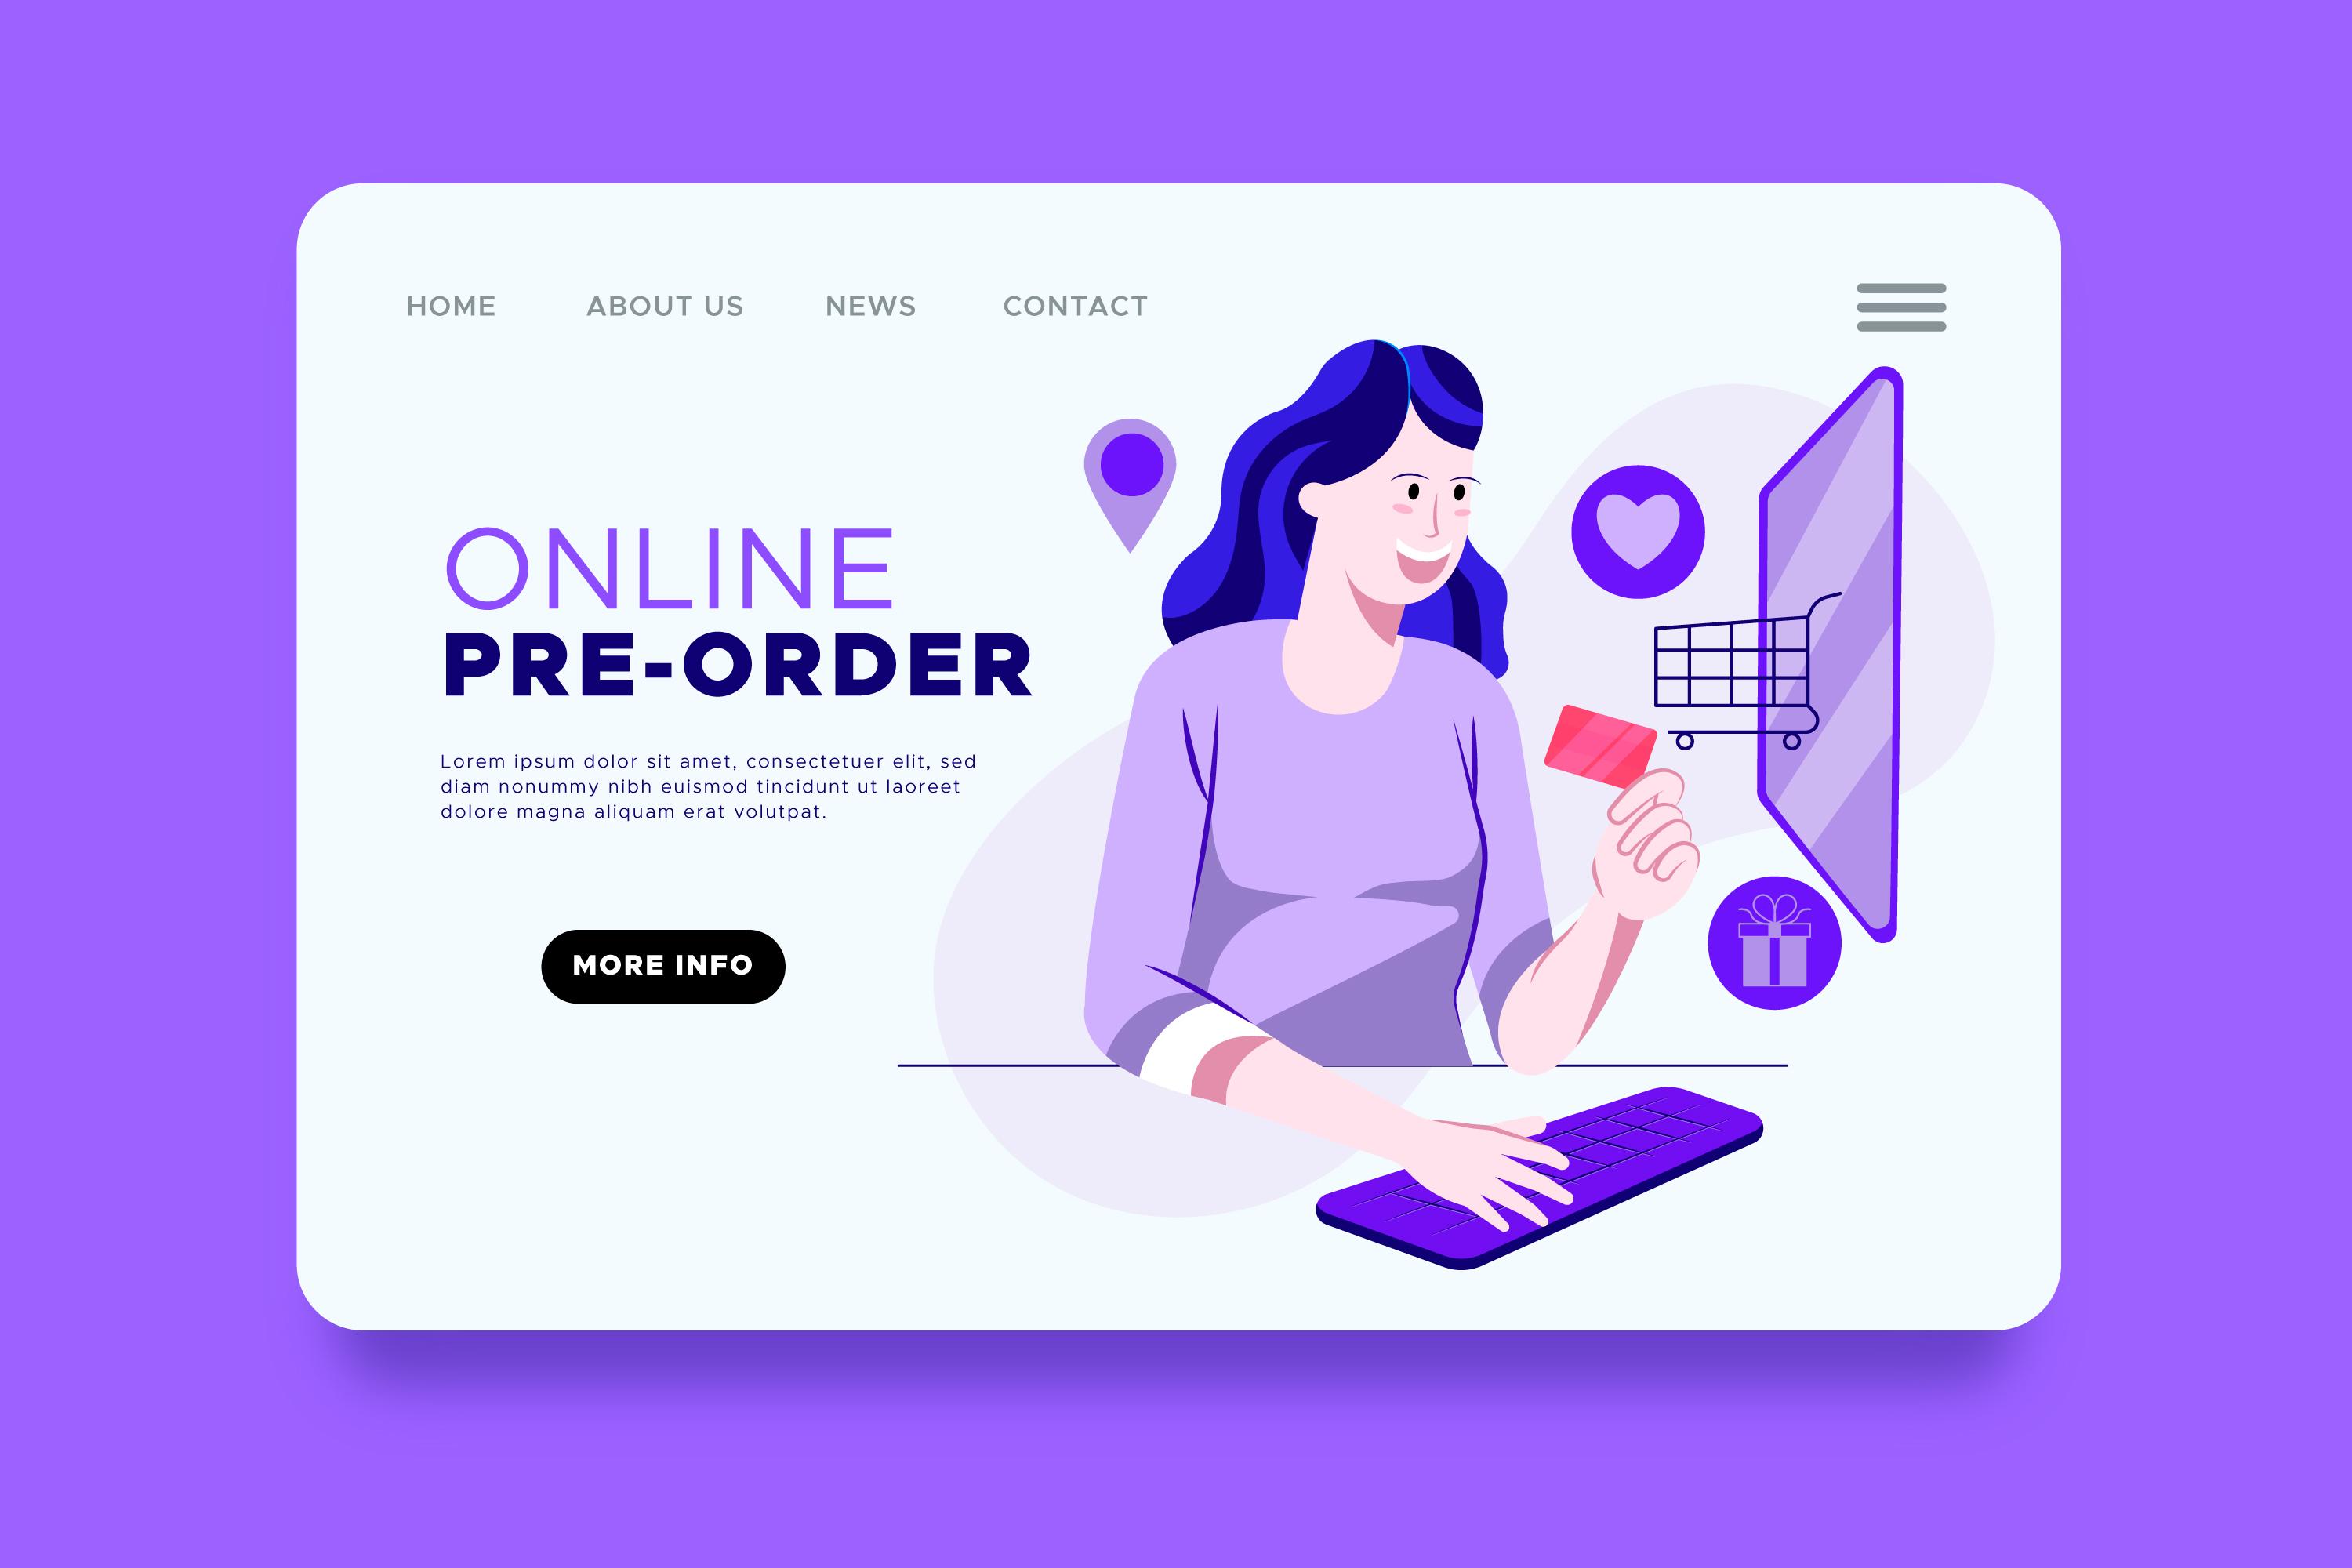 HOME ABOUT US NEWS CONTACT
ONLINE
PRE-ORDER
Lorem ipsum dolor sit amet, consectetuer elit, sed
diam nonummy nibh euismod tincidunt ut laoreet
dolore magna aliquam erat volutpat.
MORE INFO